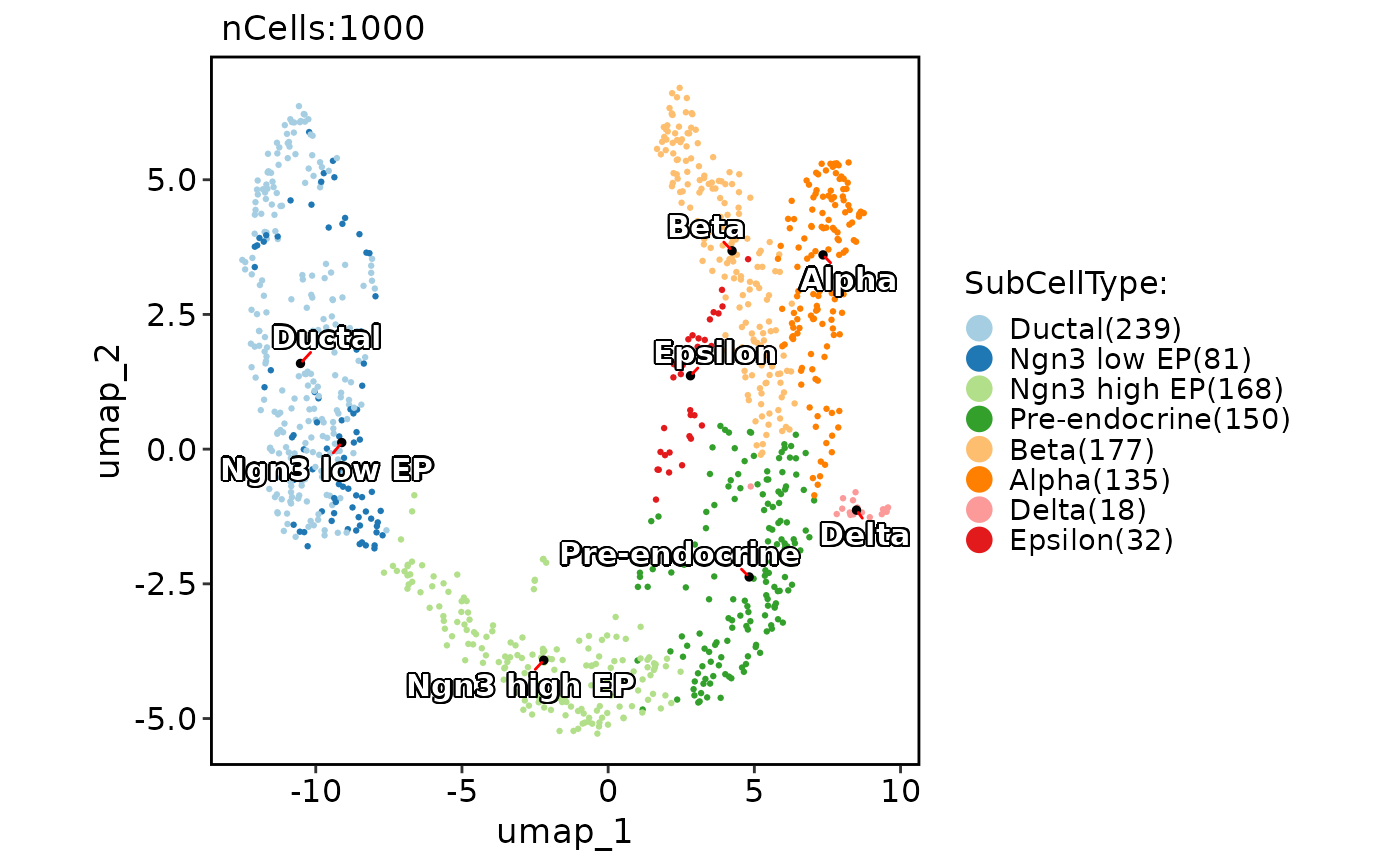 nCells:1000
umap_2
5.0
2.5
0.0
-2.5
-5.0
Beta
Alpha
Ductal
Epsilon
Ngn3 low EP
Delta
Pre-endocrine
Ngn3 high EP
-10
-5
0
5
10
umap_1
SubCellType:
Ductal(239)
Ngn3 low EP(81)
Ngn3 high EP(168)
Pre-endocrine(150)
Beta(177)
Alpha(135)
Delta(18)
Epsilon(32)